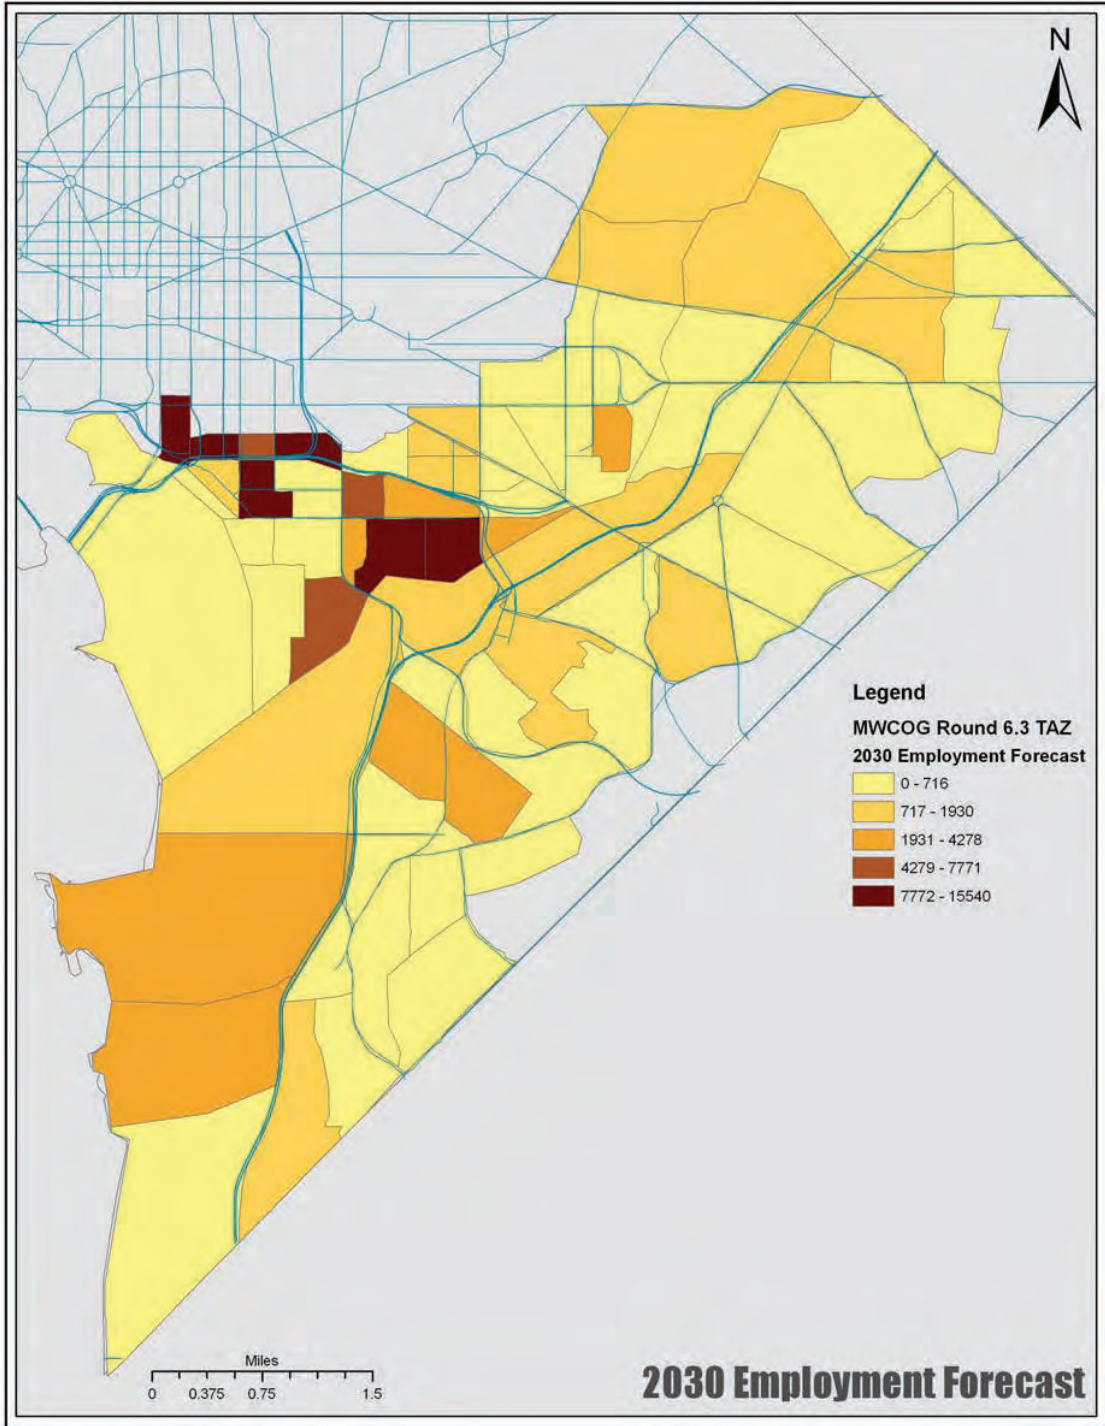 N
Legend
MWCOG Round 6.3 TAZ
2030 Employment Forecast
0 - 716
717 - 1930
1931 - 4278
4279 - 7771
7772 - 15540
Miles
0 0.375 0.75 1.5
2030 Employment Forecast